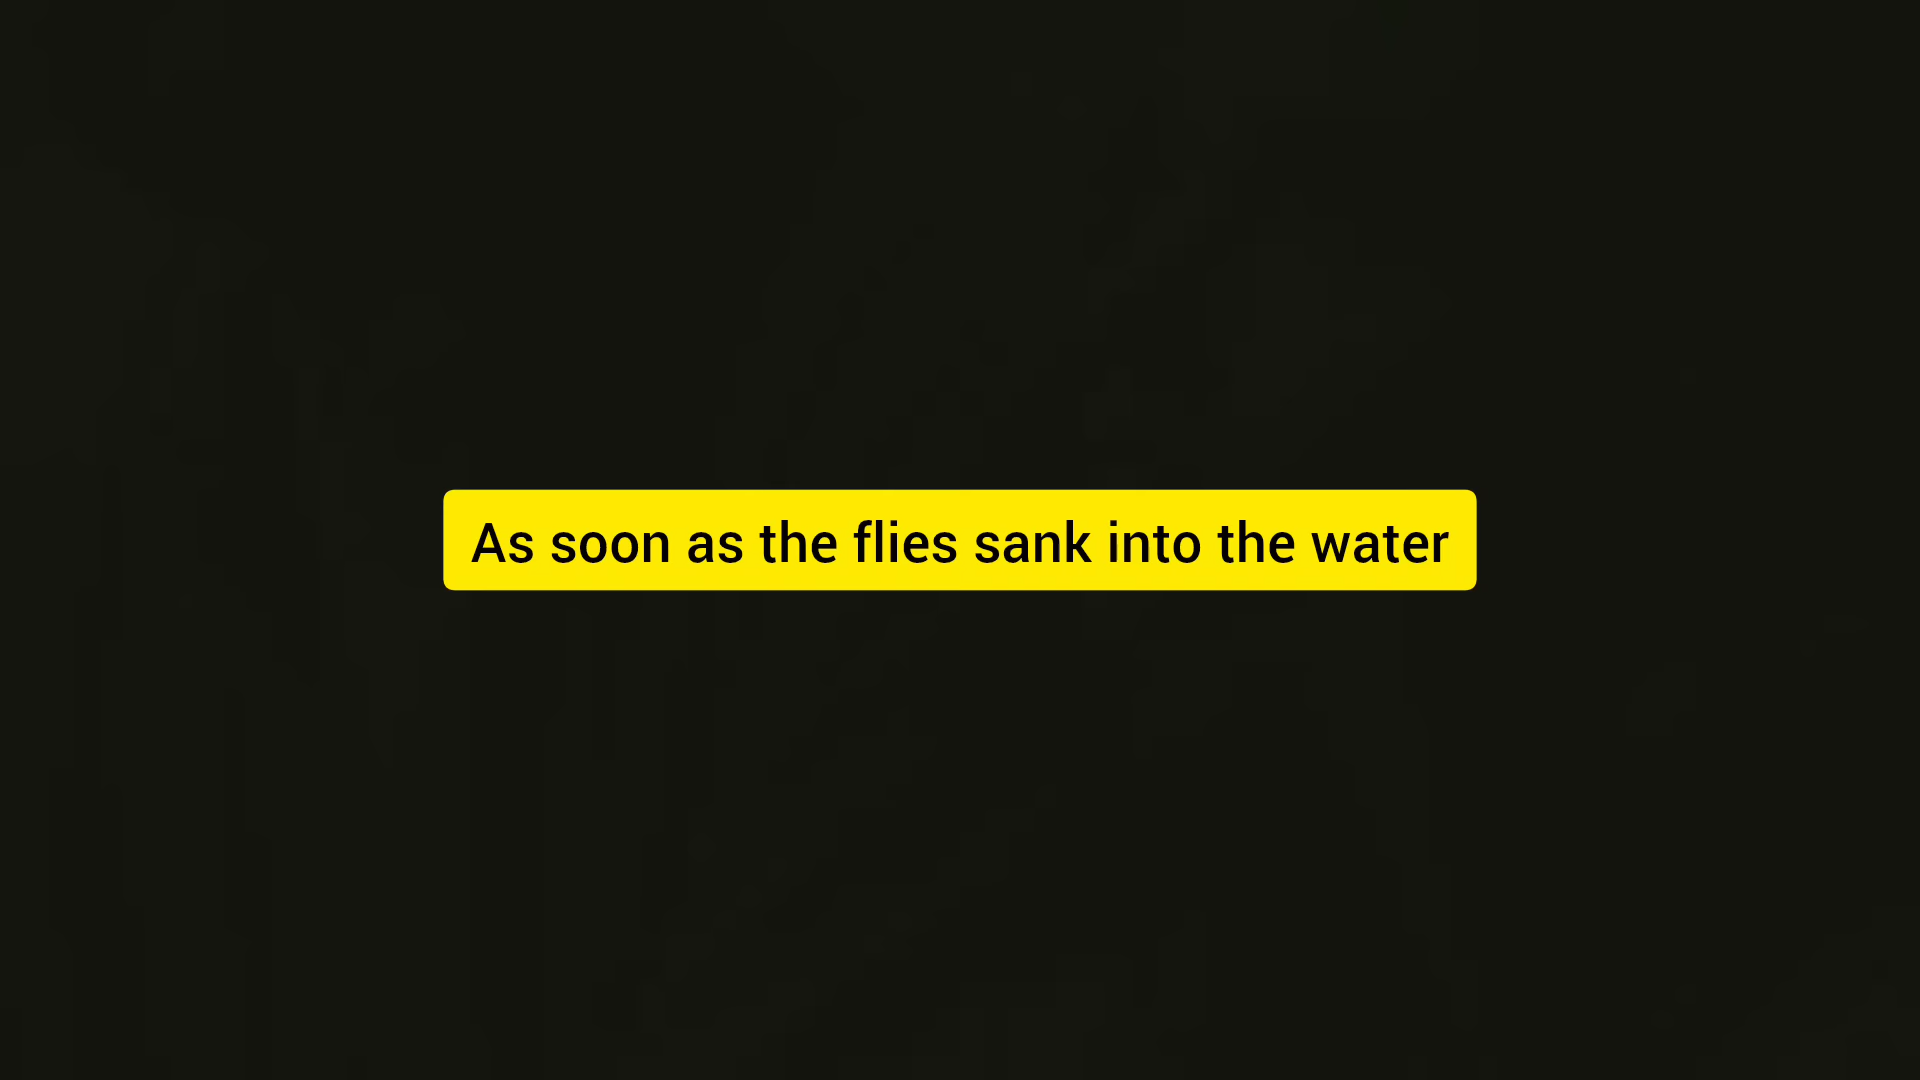 As soon as the flies sank into the water